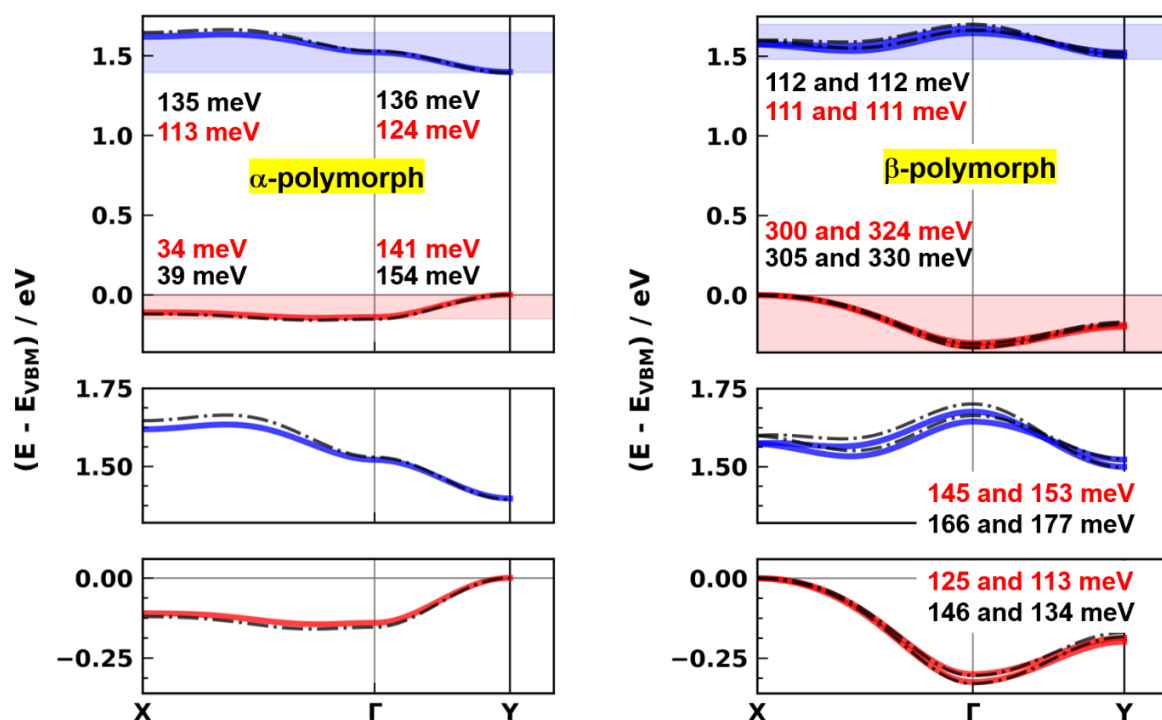 1.5
1.0
0.5
0.0
135 meV
136 meV
113 meV
124 meV
α-polymorph
34 meV
141 meV
39 meV
154 meV
(E - EVBM) / eV
1.75
1.50
0.00
−0.25
X Γ Y
1.5
1.0
0.5
0.0
112 and 112 meV
111 and 111 meV
β-polymorph
300 and 324 meV
305 and 330 meV
(E - EVBM) / eV
1.75
1.50
145 and 153 meV
166 and 177 meV
0.00
−0.25
125 and 113 meV
146 and 134 meV
X Γ Y